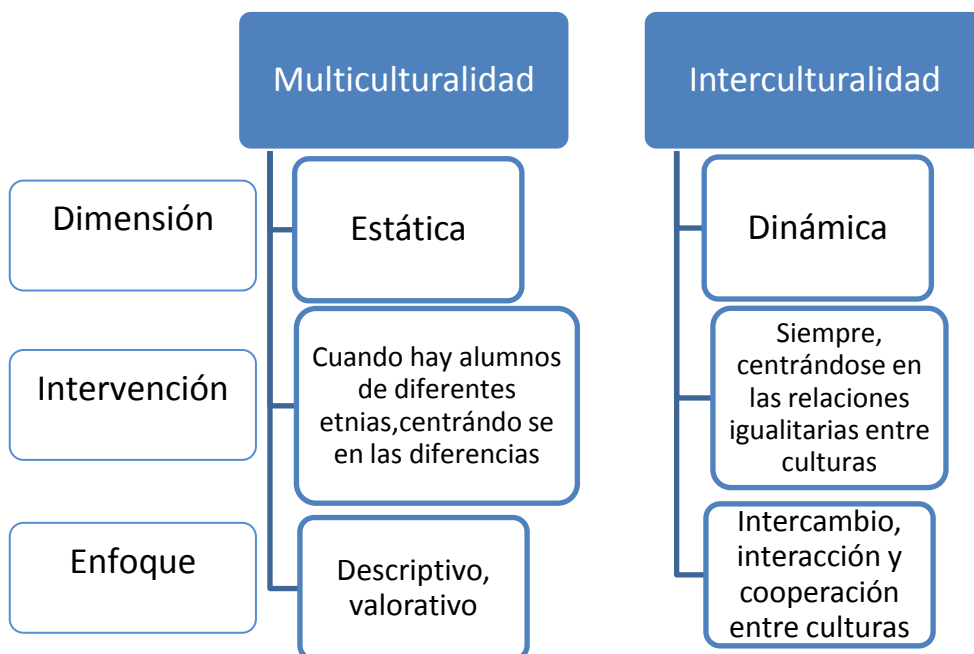 Multiculturalidad
Interculturalidad
Dimensión
Estática
Dinámica
Intervención
Cuando hay alumnos
de diferentes
etnias,centrándo se
en las diferencias
Siempre,
centrándose en
las relaciones
igualitarias entre
culturas
Enfoque
Descriptivo,
valorativo
Intercambio,
interacción y
cooperación
entre culturas